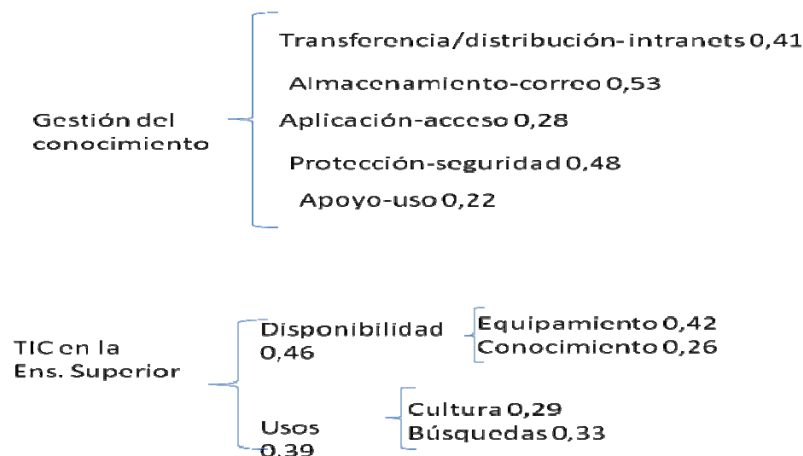 Transferencia/distribución-intranets 0,41
Almacenamiento-correo 0,53
Gestión del
conocimiento
Aplicación-acceso 0,28
Protección-seguridad 0,48
Apoyo-uso 0,22
TIC en la
Ens. Superior
Disponibilidad
0,46
Equipamiento 0,42
Conocimiento 0,26
Usos
0,39
Cultura 0,29
Búsquedas 0,33